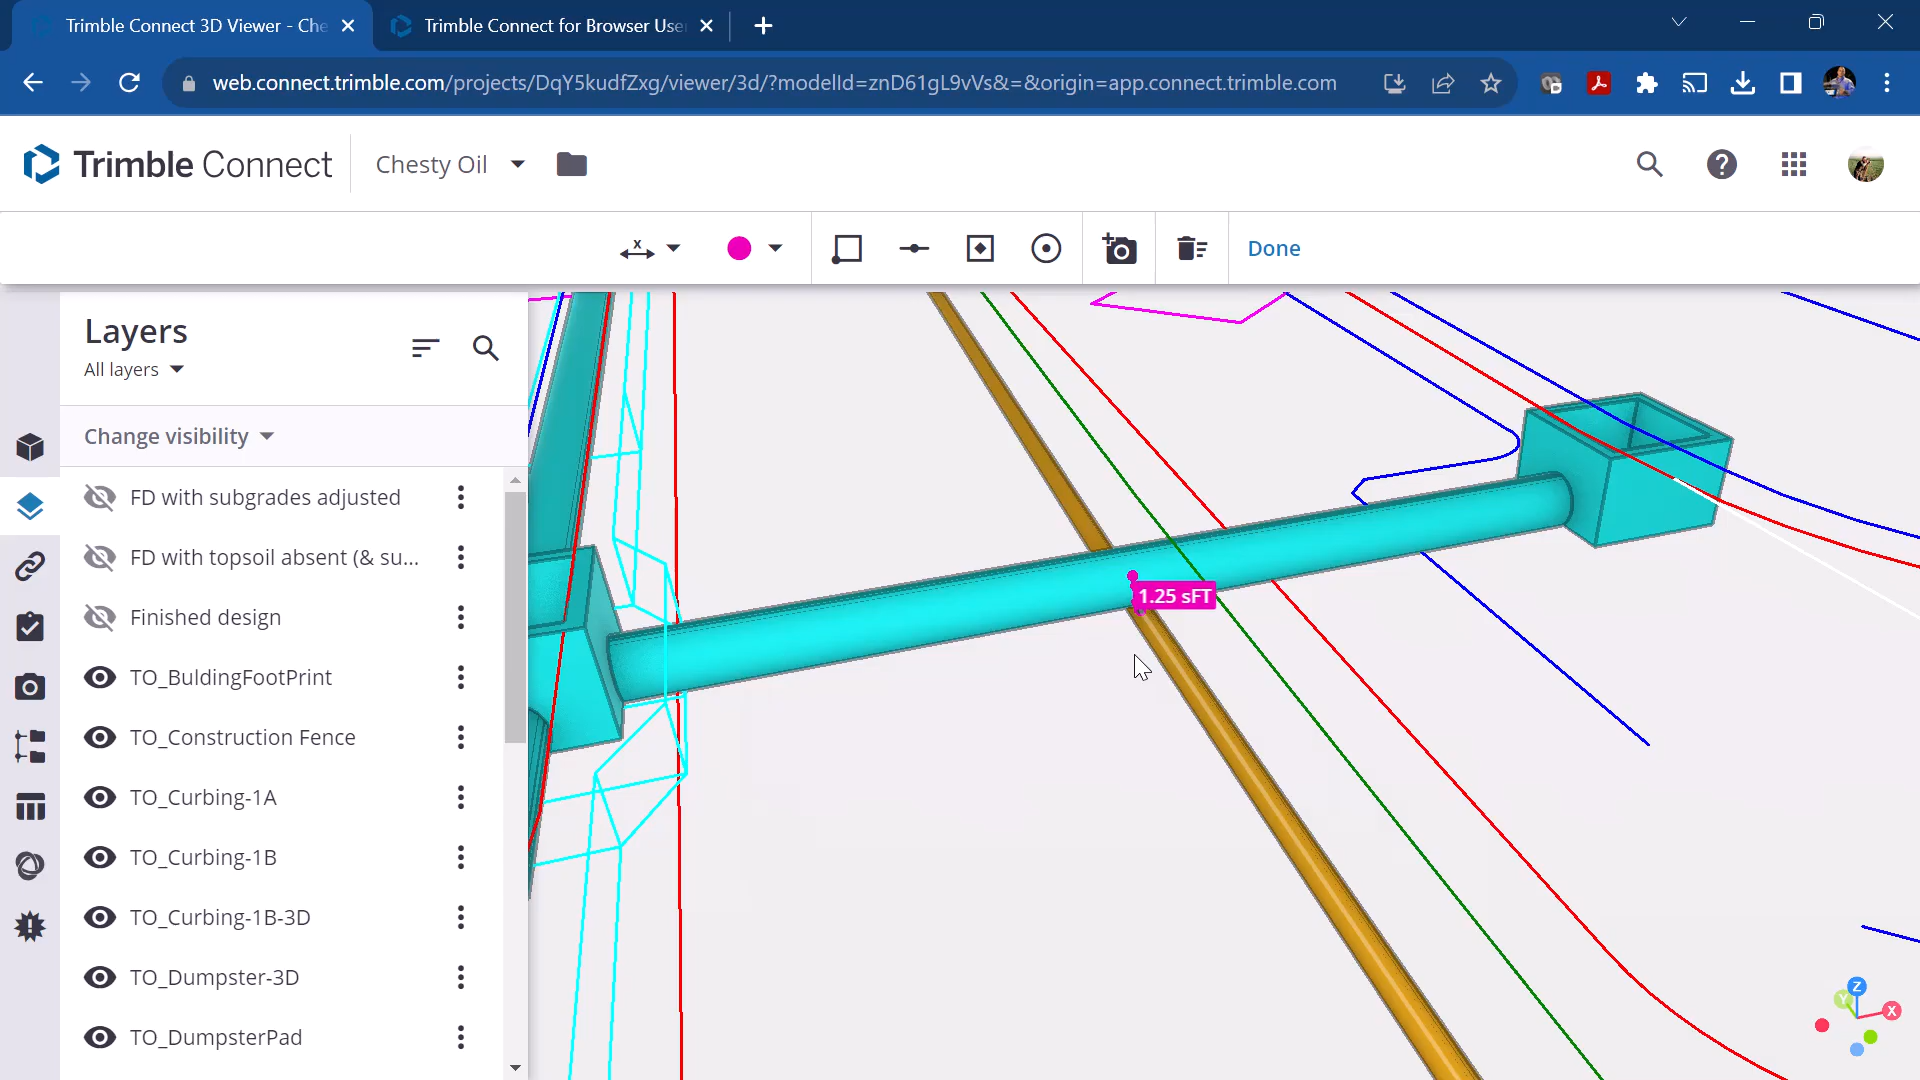 Trimble Connect 3D Viewer - Che
Trimble Connect for Browser Use
web.connect.trimble.com/projects/DqY5kudfZxg/viewer/3d/?modelId=znD61gL9vVs&=&origin=app.connect.trimble.com
Trimble Connect
Chesty Oil
x
Done
Layers
All layers
Change visibility
FD with subgrades adjusted
FD with topsoil absent (& su...
Finished design
TO_BuldingFootPrint
TO_Construction Fence
TO_Curbing-1A
TO_Curbing-1B
TO_Curbing-1B-3D
TO_Dumpster-3D
TO_DumpsterPad
1.25 sFT
Z
Y
X